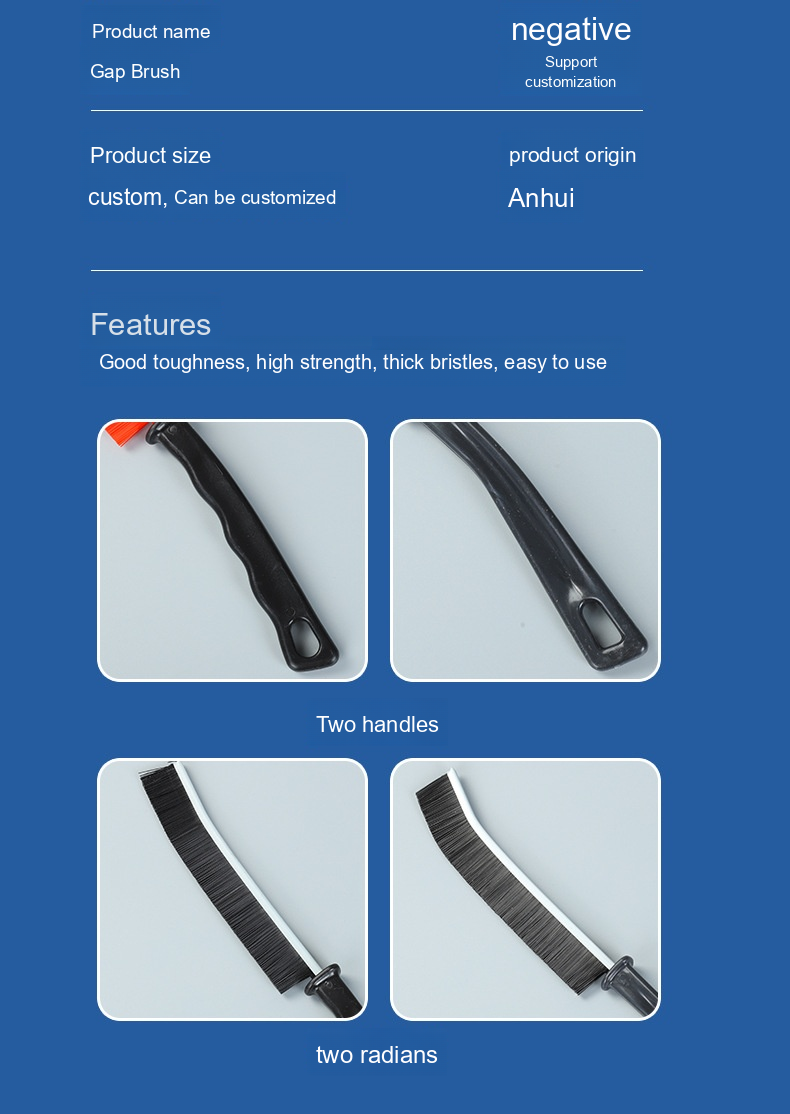 Product name
negative
Gap Brush
Support
customization
Product size
product origin
custom, Can be customized
Anhui
Features
Good toughness, high strength, thick bristles, easy to use
Two handles
two radians